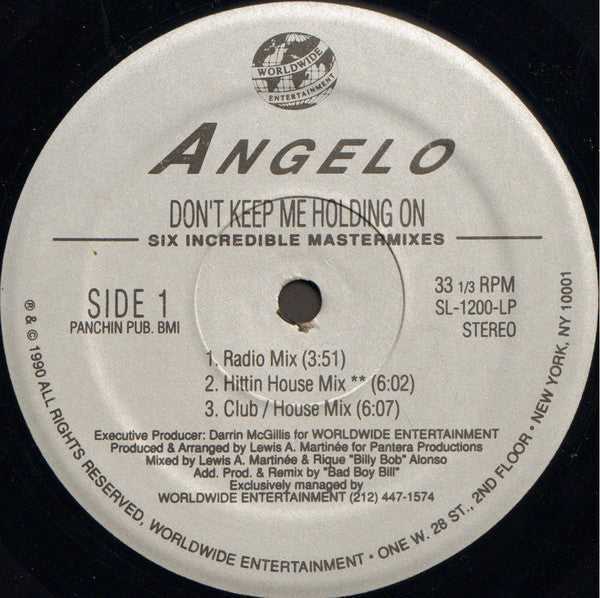 WORLDWIDE
ENTERTAINMENT
ANGELO
DON'T KEEP ME HOLDING ON
SIX INCREDIBLE MASTERMIXES
SIDE 1
PANCHIN PUB. BMI
33 1/3 RPM
SL-1200-LP
STEREO
1. Radio Mix (3:51)
2. Hittin House Mix ** (6:02)
3. Club / House Mix (6:07)
Executive Producer: Darrin McGillis for WORLDWIDE ENTERTAINMENT
Produced & Arranged by Lewis A. Martinée for Pantera Productions
Mixed by Lewis A. Martinée & Rique "Billy Bob" Alonso
Add. Prod. & Remix by "Bad Boy Bill"
Exclusively managed by
WORLDWIDE ENTERTAINMENT (212) 447-1574
℗ & © 1990 ALL RIGHTS RESERVED, WORLDWIDE ENTERTAINMENT • ONE W. 28 ST., 2ND FLOOR • NEW YORK, NY 10001